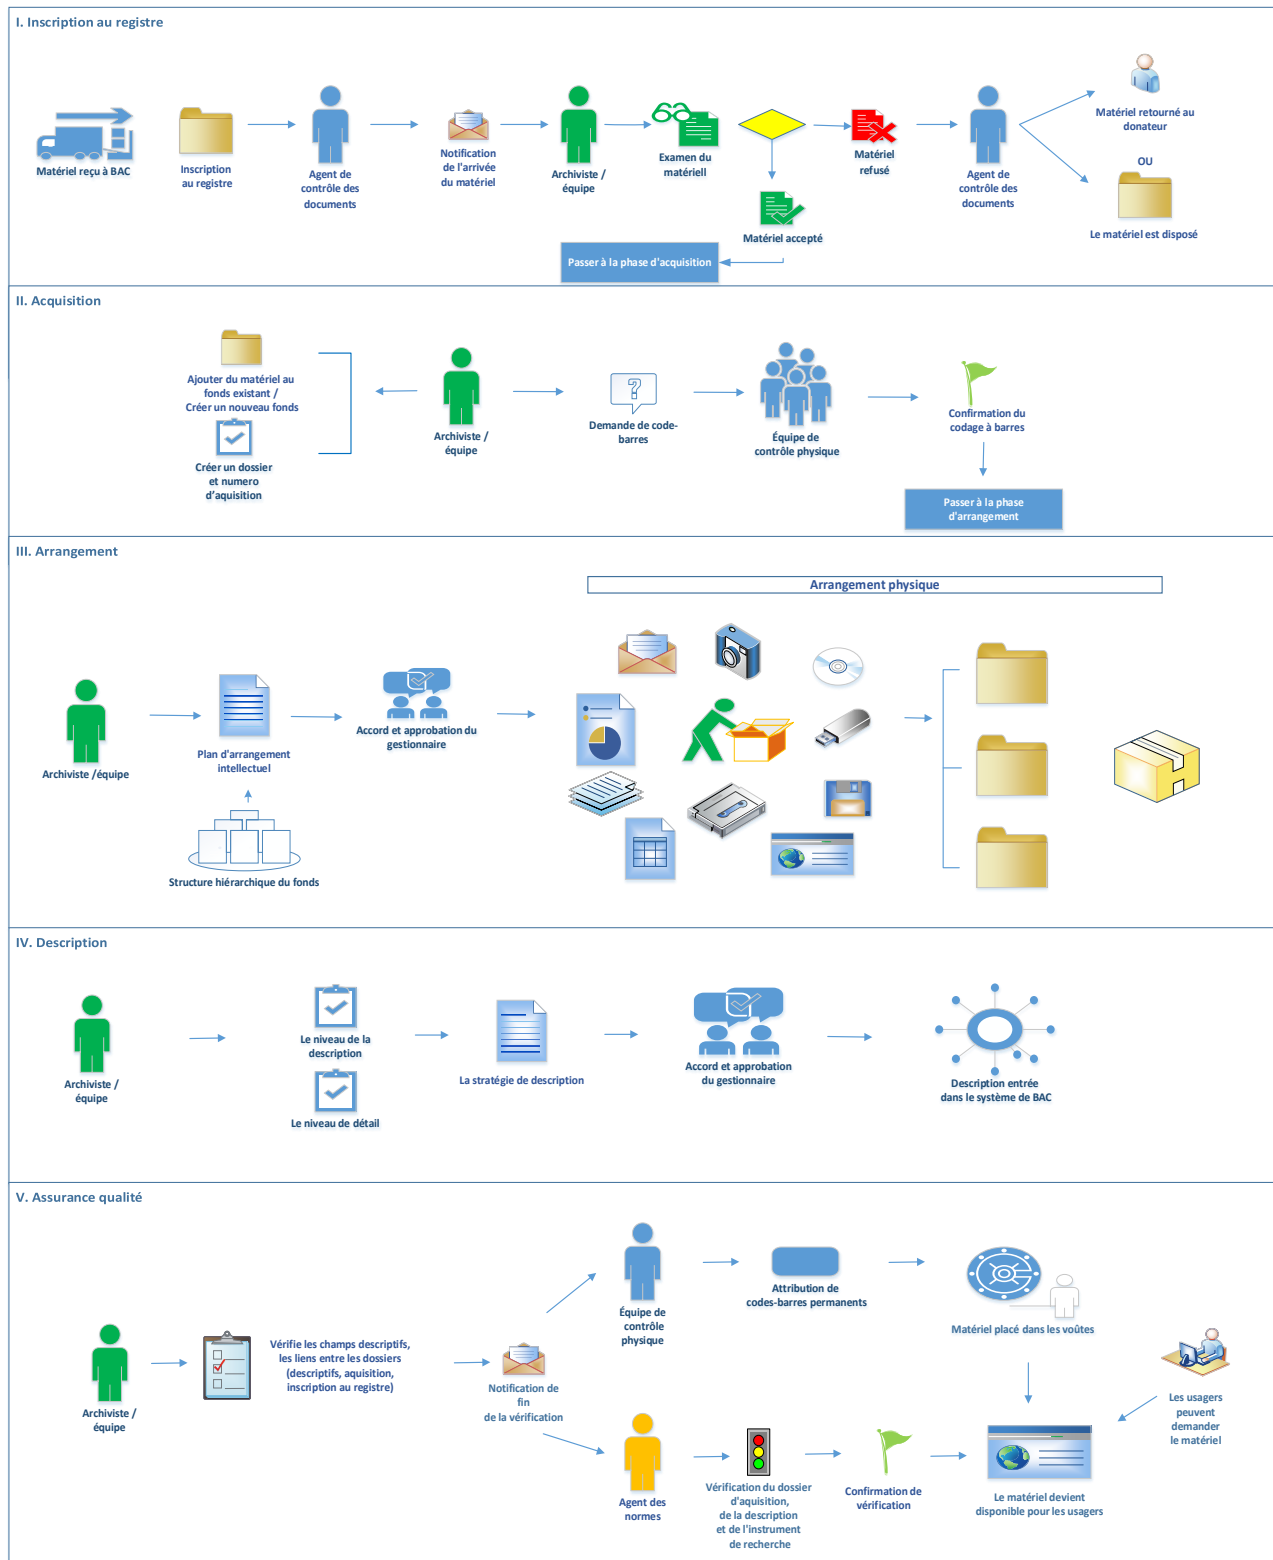 I. Inscription au registre
Matériel reçu à BAC
Inscription
au registre
Agent de
contrôle des
documents
Notification
de l'arrivée
du matériel
Archiviste /
équipe
Examen du
matériell
Matériel
refusé
Agent de
contrôle des
documents
Matériel retourné au
donateur
OU
Le matériel est disposé
Matériel accepté
Passer à la phase d'acquisition
II. Acquisition
Ajouter du matériel au
fonds existant /
Créer un nouveau fonds
Créer un dossier
et numero
d'aquisition
Archiviste /
équipe
?
Demande de code-
barres
Équipe de
contrôle physique
Confirmation du
codage à barres
Passer à la phase
d'arrangement
III. Arrangement
Arrangement physique
Archiviste /équipe
Plan d'arrangement
intellectuel
Structure hiérarchique du fonds
Accord et approbation du
gestionnaire
IV. Description
Archiviste /
équipe
Le niveau de la
description
Le niveau de détail
La stratégie de description
Accord et approbation
du gestionnaire
Description entrée
dans le système de BAC
V. Assurance qualité
Archiviste /
équipe
Vérifie les champs descriptifs,
les liens entre les dossiers
(descriptifs, aquisition,
inscription au registre)
Notification de
fin
de la vérification
Équipe de
contrôle
physique
Attribution de
codes-barres permanents
Matériel placé dans les voûtes
Les usagers
peuvent
demander
le matériel
Agent des
normes
Vérification du dossier
d'aquisition,
de la description
et de l'instrument
de recherche
Confirmation de
vérification
Le matériel devient
disponible pour les usagers